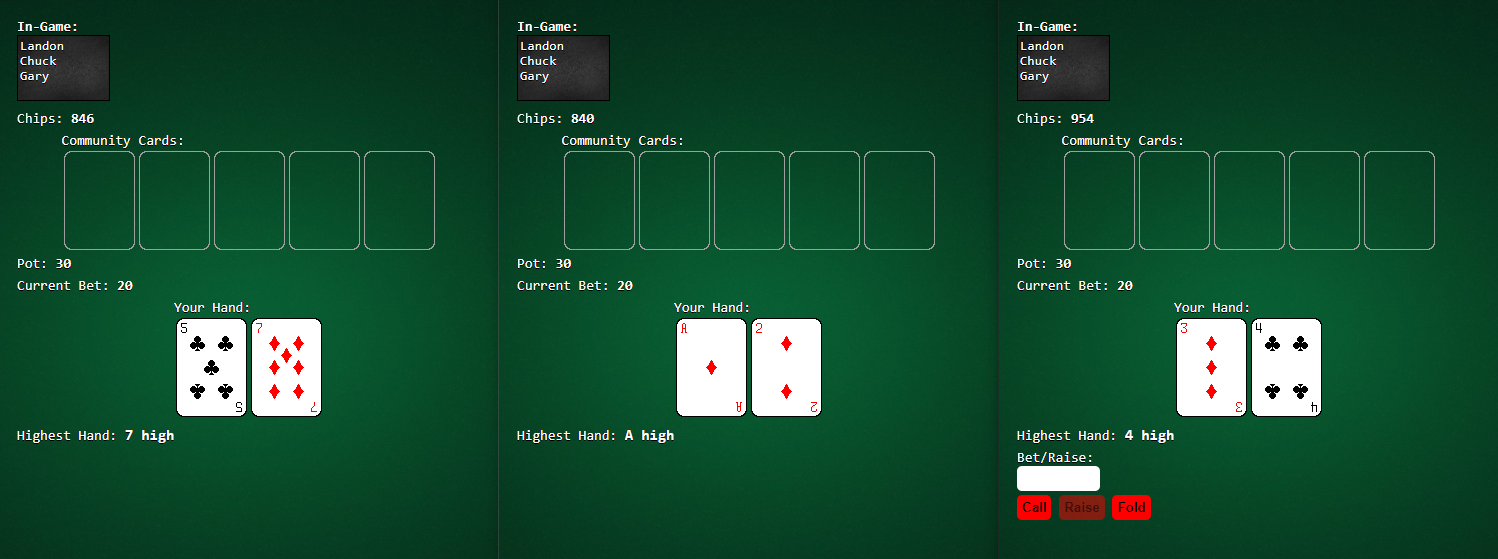 In-Game:
Landon
Chuck
Gary
Chips: 846
Community Cards:
Pot: 30
Current Bet: 20
Your Hand:
5 7
5 7
Highest Hand: 7 high
In-Game:
Landon
Chuck
Gary
Chips: 840
Community Cards:
Pot: 30
Current Bet: 20
Your Hand:
A 2
A 2
Highest Hand: A high
In-Game:
Landon
Chuck
Gary
Chips: 954
Community Cards:
Pot: 30
Current Bet: 20
Your Hand:
3 4
3 4
Highest Hand: 4 high
Bet/Raise:
Call Raise Fold